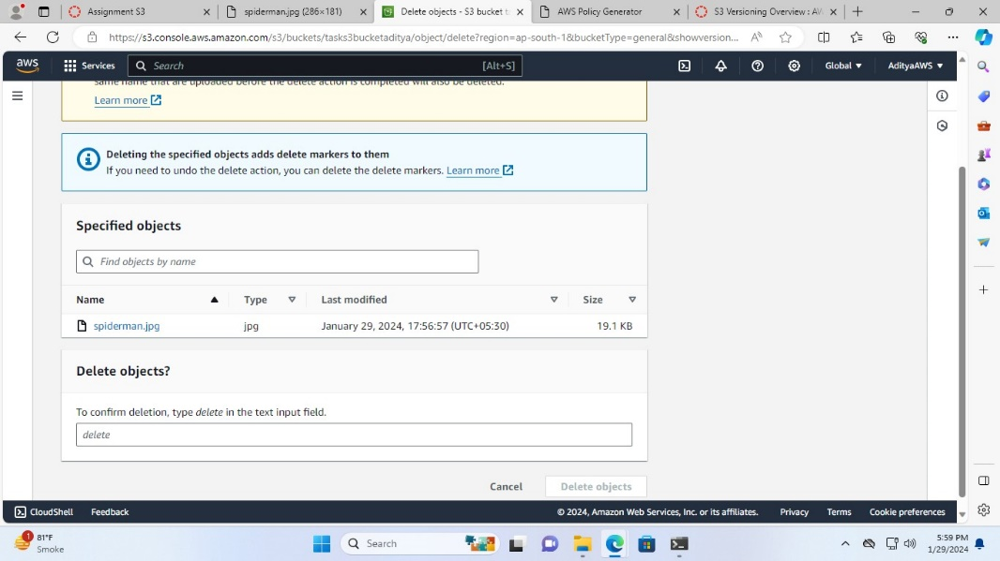 Assignment S3
spiderman.jpg (286×181)
Delete objects - S3 bucket t
AWS Policy Generator
S3 Versioning Overview : AV
https://s3.console.aws.amazon.com/s3/buckets/tasks3bucketaditya/object/delete?region=ap-south-1&bucketType=general&showversion...
aws
Services
Search
[Alt+S]
Global
AdityaAWS
same name that are uploaded before the delete action is completed will also be deleted.
Learn more
Deleting the specified objects adds delete markers to them
If you need to undo the delete action, you can delete the delete markers. Learn more
Specified objects
Find objects by name
Name
Type
Last modified
Size
spiderman.jpg
jpg
January 29, 2024, 17:56:57 (UTC+05:30)
19.1 KB
Delete objects?
To confirm deletion, type delete in the text input field.
delete
Cancel
Delete objects
CloudShell
Feedback
© 2024, Amazon Web Services, Inc. or its affiliates.
Privacy
Terms
Cookie preferences
1
81°F
Smoke
Search
5:59 PM
1/29/2024